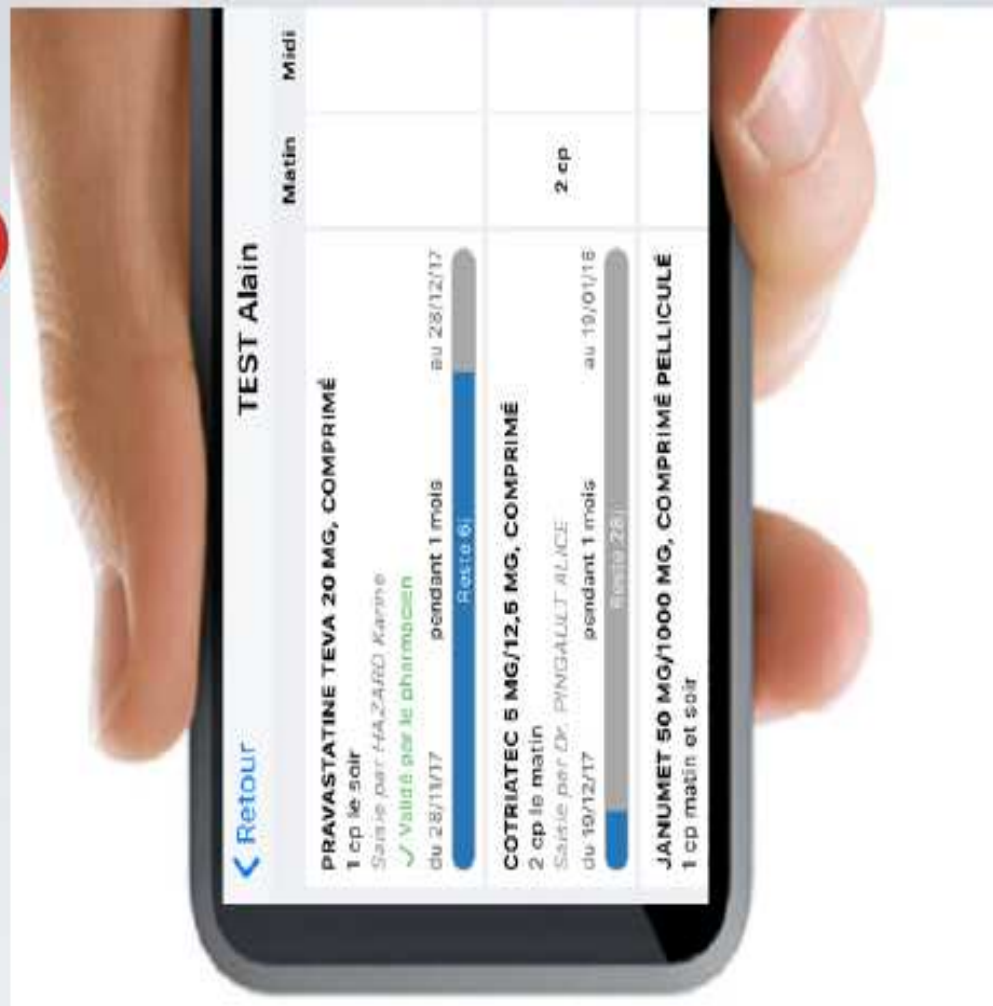 Retour
TEST Alain
Matin
Midi
PRAVASTATINE TEVA 20 MG, COMPRIMÉ
1 cp le soir
Saisie par HAZARD Karine
✓ Validé par le pharmacien
du 28/11/17 pendant 1 mois au 28/12/17
Reste 6j
COTRIATEC 5 MG/12,5 MG, COMPRIMÉ
2 cp le matin
2 cp
Saisie par Dr. PINGAULT ALICE
du 19/12/17 pendant 1 mois au 19/01/18
Reste 28j
JANUMET 50 MG/1000 MG, COMPRIMÉ PELLICULÉ
1 cp matin et soir